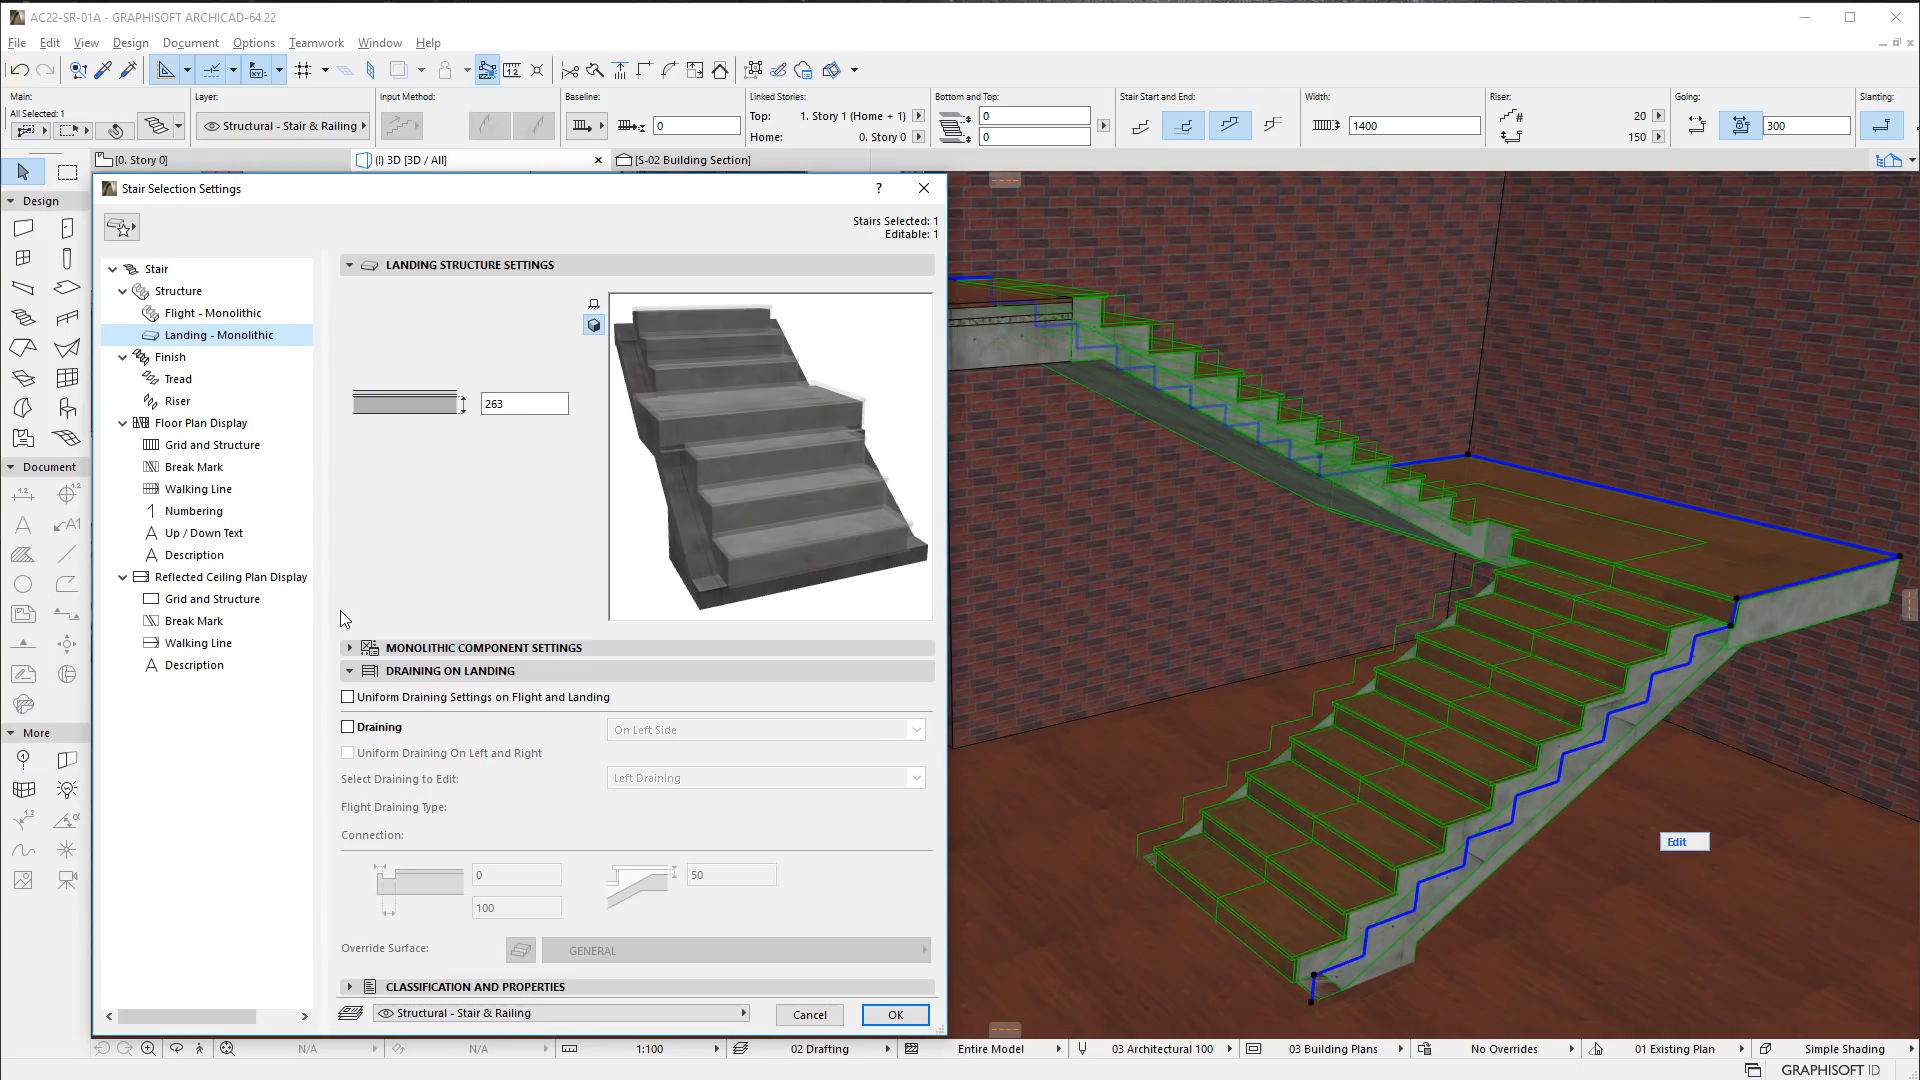 AC22-SR-01A - GRAPHISOFT ARCHICAD-64 22
File Edit View Design Document Options Teamwork Window Help
Main:
All Selected: 1
Layer:
Structural - Stair & Railing
Input Method:
Baseline:
0
Linked Stories:
Top: 1. Story 1 (Home + 1)
Home: 0. Story 0
Bottom and Top:
0
0
Stair Start and End:
Width:
1400
Riser:
20
150
Going:
300
Slanting:
[0. Story 0]
(!) 3D [3D / All]
[S-02 Building Section]
Stair Selection Settings
?
Stairs Selected: 1
Editable: 1
Design
Document
More
Stair
Structure
Flight - Monolithic
Landing - Monolithic
Finish
Tread
Riser
Floor Plan Display
Grid and Structure
Break Mark
Walking Line
Numbering
Up / Down Text
Description
Reflected Ceiling Plan Display
Grid and Structure
Break Mark
Walking Line
Description
LANDING STRUCTURE SETTINGS
263
MONOLITHIC COMPONENT SETTINGS
DRAINING ON LANDING
Uniform Draining Settings on Flight and Landing
Draining
On Left Side
Uniform Draining On Left and Right
Select Draining to Edit:
Left Draining
Flight Draining Type:
Connection:
0
50
100
Override Surface:
GENERAL
CLASSIFICATION AND PROPERTIES
Structural - Stair & Railing
Cancel
OK
Edit
N/A
N/A
1:100
02 Drafting
Entire Model
03 Architectural 100
03 Building Plans
No Overrides
01 Existing Plan
Simple Shading
GRAPHISOFT ID